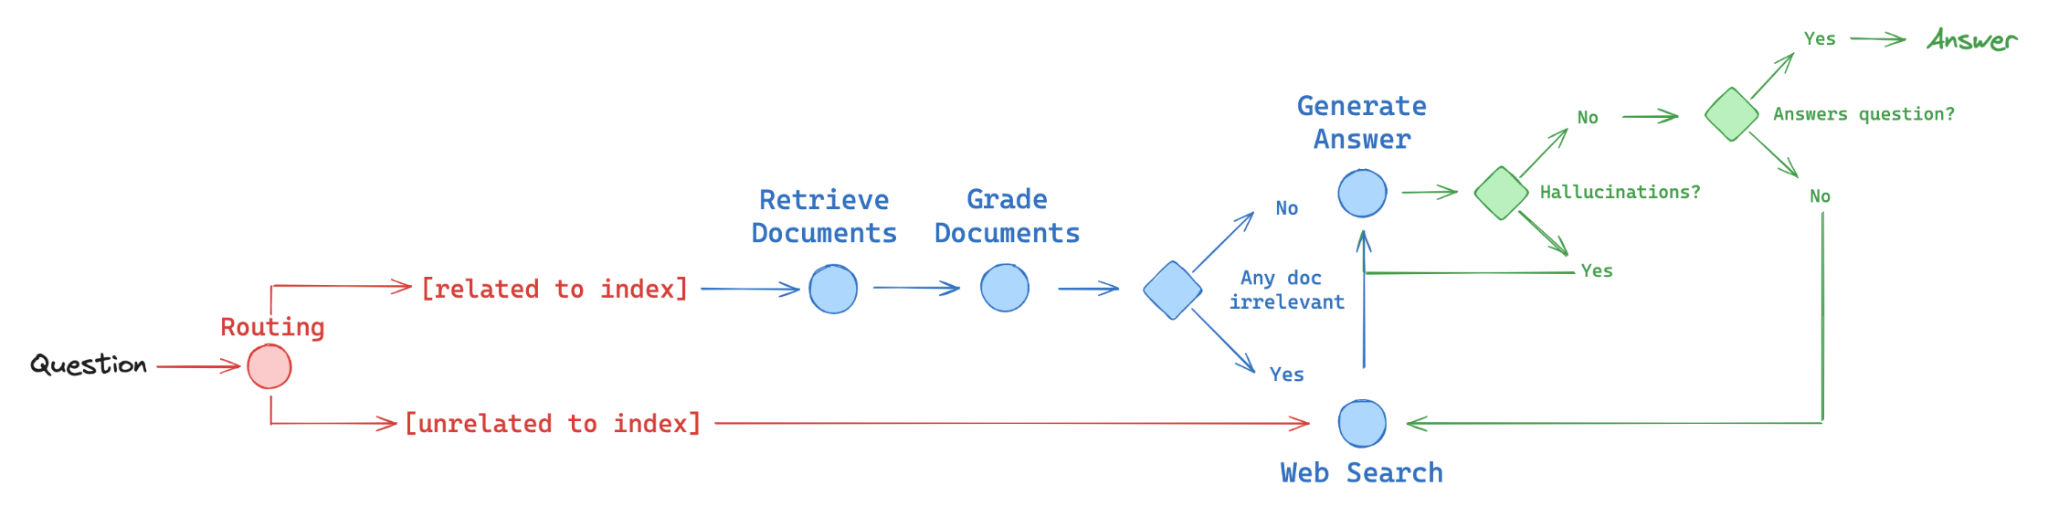 Question
Routing
[related to index]
[unrelated to index]
Retrieve
Documents
Grade
Documents
No
Any doc
irrelevant
Yes
Generate
Answer
Web Search
Hallucinations?
No
Yes
Answers question?
Yes
Answer
No